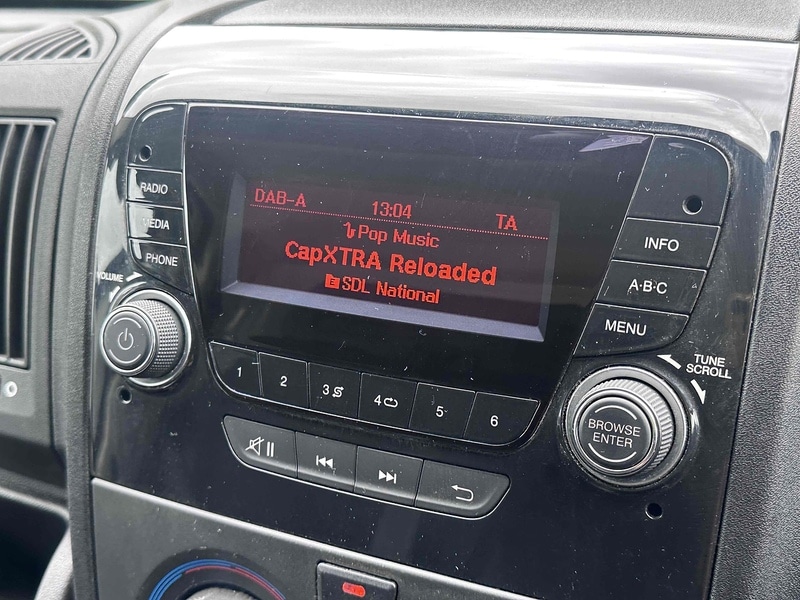 RADIO
MEDIA
PHONE
VOLUME
DAB-A 13:04 TA
Pop Music
CapXTRA Reloaded
SDL National
INFO
A·B·C
MENU
TUNE
SCROLL
BROWSE
ENTER
1 2 3 4 5 6